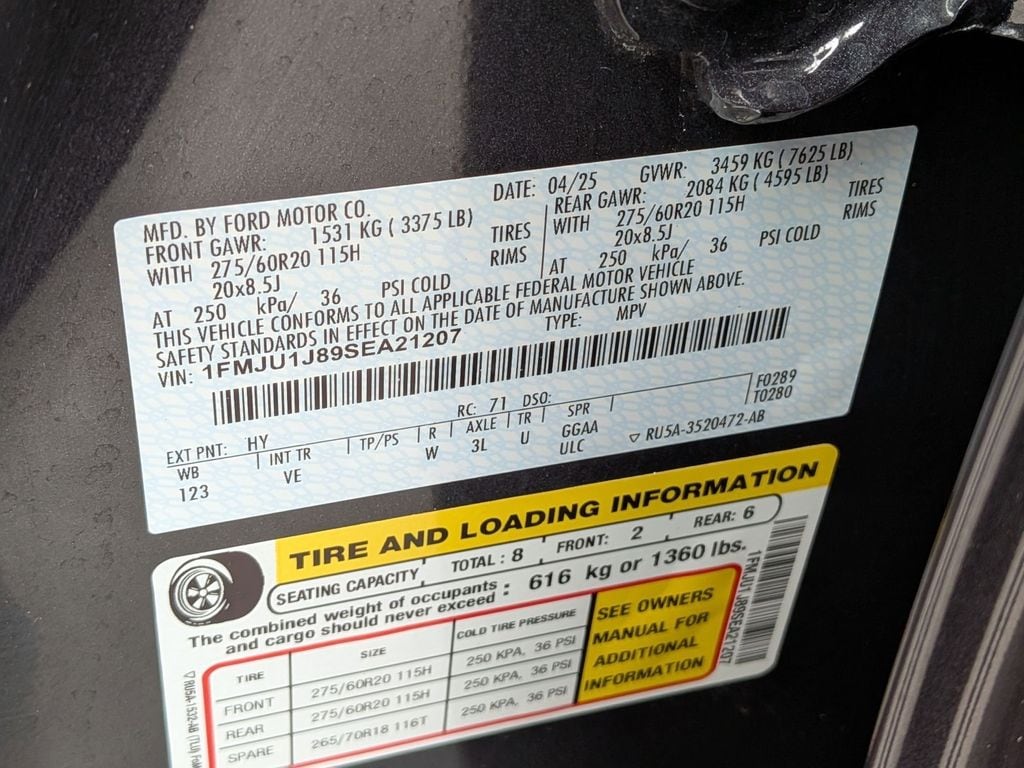 MFD. BY FORD MOTOR CO. DATE: 04/25 GVWR: 3459 KG ( 7625 LB)
FRONT GAWR: 1531 KG ( 3375 LB) REAR GAWR: 2084 KG ( 4595 LB)
WITH 275/60R20 115H TIRES WITH 275/60R20 115H TIRES
20x8.5J RIMS 20x8.5J RIMS
AT 250 kPa/ 36 PSI COLD AT 250 kPa/ 36 PSI COLD
THIS VEHICLE CONFORMS TO ALL APPLICABLE FEDERAL MOTOR VEHICLE
SAFETY STANDARDS IN EFFECT ON THE DATE OF MANUFACTURE SHOWN ABOVE.
VIN: 1FMJU1J89SEA21207 TYPE: MPV
F0289
EXT PNT: HY RC: 71 DSO: T0280
WB INT TR TP/PS R AXLE TR SPR
123 VE W 3L U GGAA
ULC ▽ RU5A-3520472-AB
TIRE AND LOADING INFORMATION
SEATING CAPACITY TOTAL : 8 FRONT: 2 REAR: 6
The combined weight of occupants
and cargo should never exceed : 616 kg or 1360 lbs.
TIRE SIZE COLD TIRE PRESSURE
FRONT 275/60R20 115H 250 KPA, 36 PSI
REAR 275/60R20 115H 250 KPA, 36 PSI
SPARE 265/70R18 116T 250 KPA, 36 PSI
SEE OWNERS
MANUAL FOR
ADDITIONAL
INFORMATION
1FMJU1J89SEA21207
▽ RU5A-1532-AB (TLU)